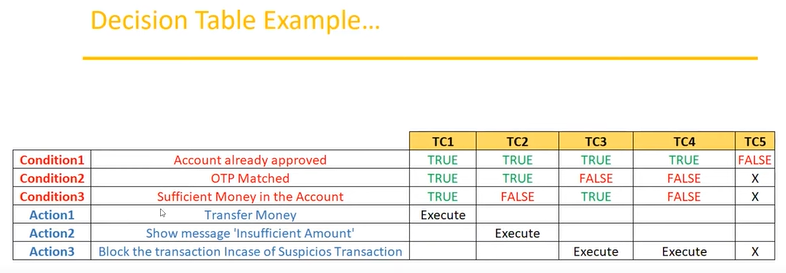 Decision Table Example...
TC1 TC2 TC3 TC4 TC5
Condition1 Account already approved TRUE TRUE TRUE TRUE FALSE
Condition2 OTP Matched TRUE TRUE FALSE FALSE X
Condition3 Sufficient Money in the Account TRUE FALSE TRUE FALSE X
Action1 Transfer Money Execute
Action2 Show message 'Insufficient Amount' Execute
Action3 Block the transaction Incase of Suspicios Transaction Execute Execute X